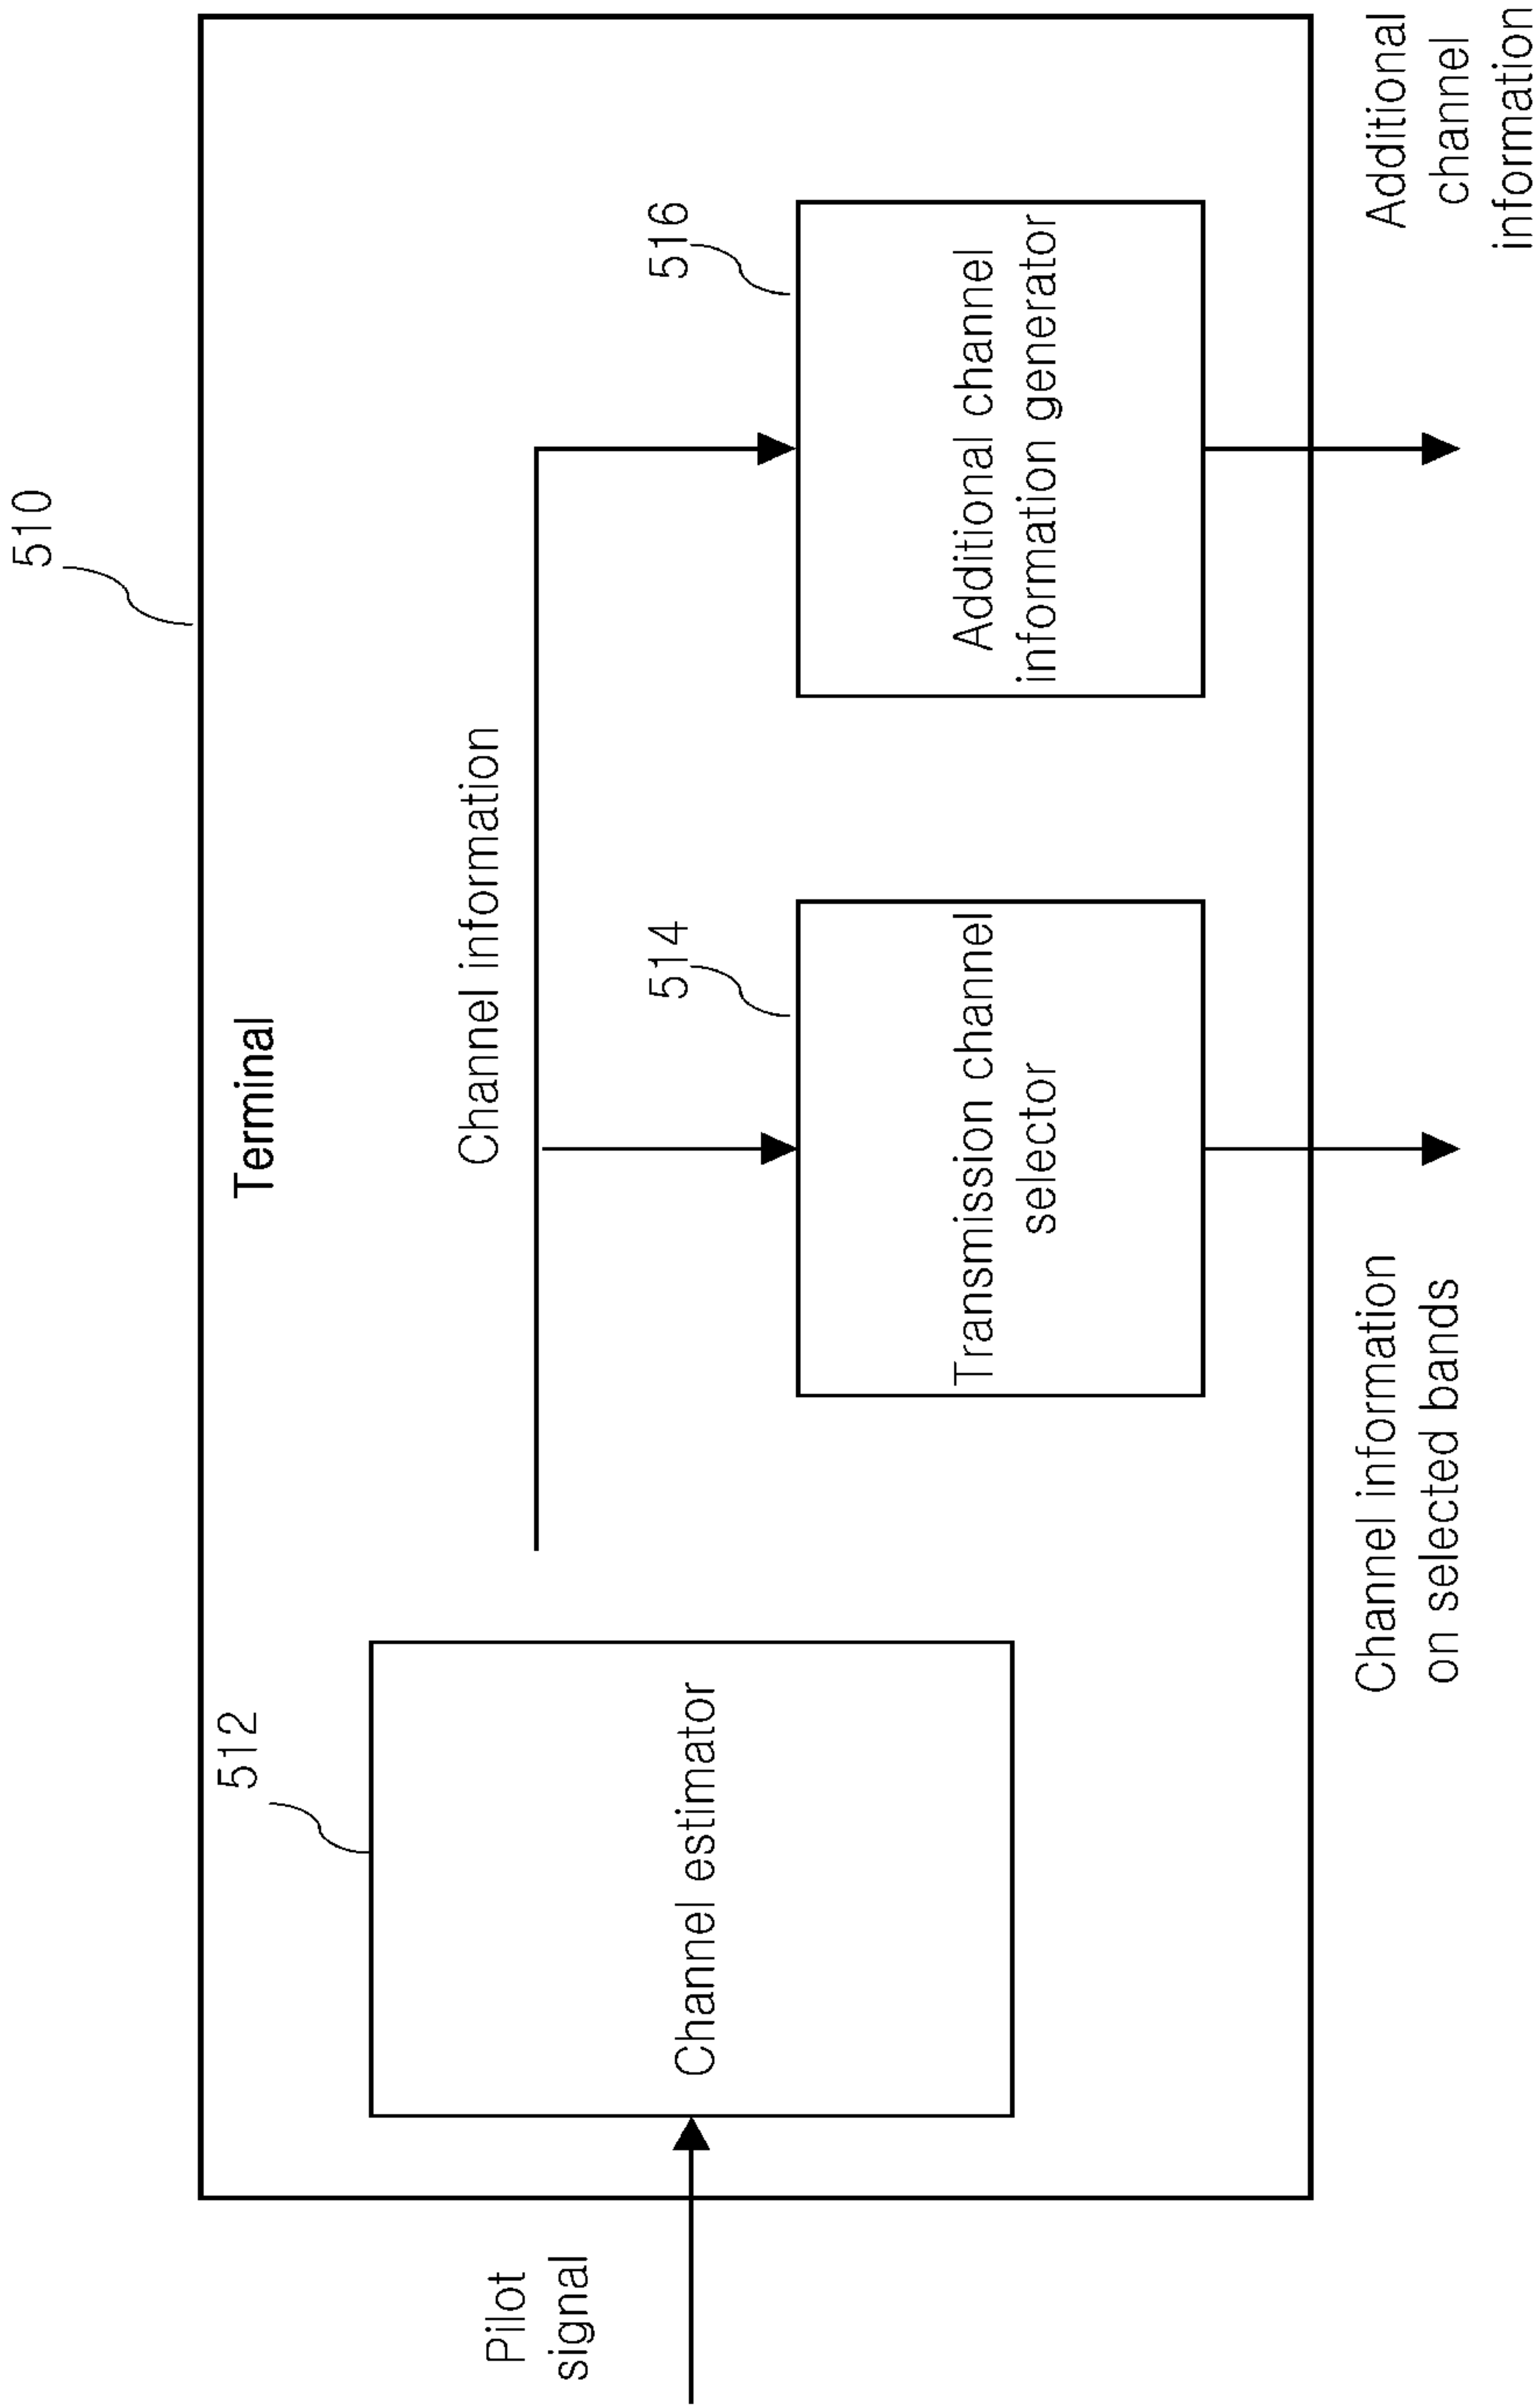 510
Terminal
512
Channel information
Pilot
signal
Channel estimator
514
516
Transmission channel
selector
Additional channel
information generator
Channel information
on selected bands
Additional
channel
information